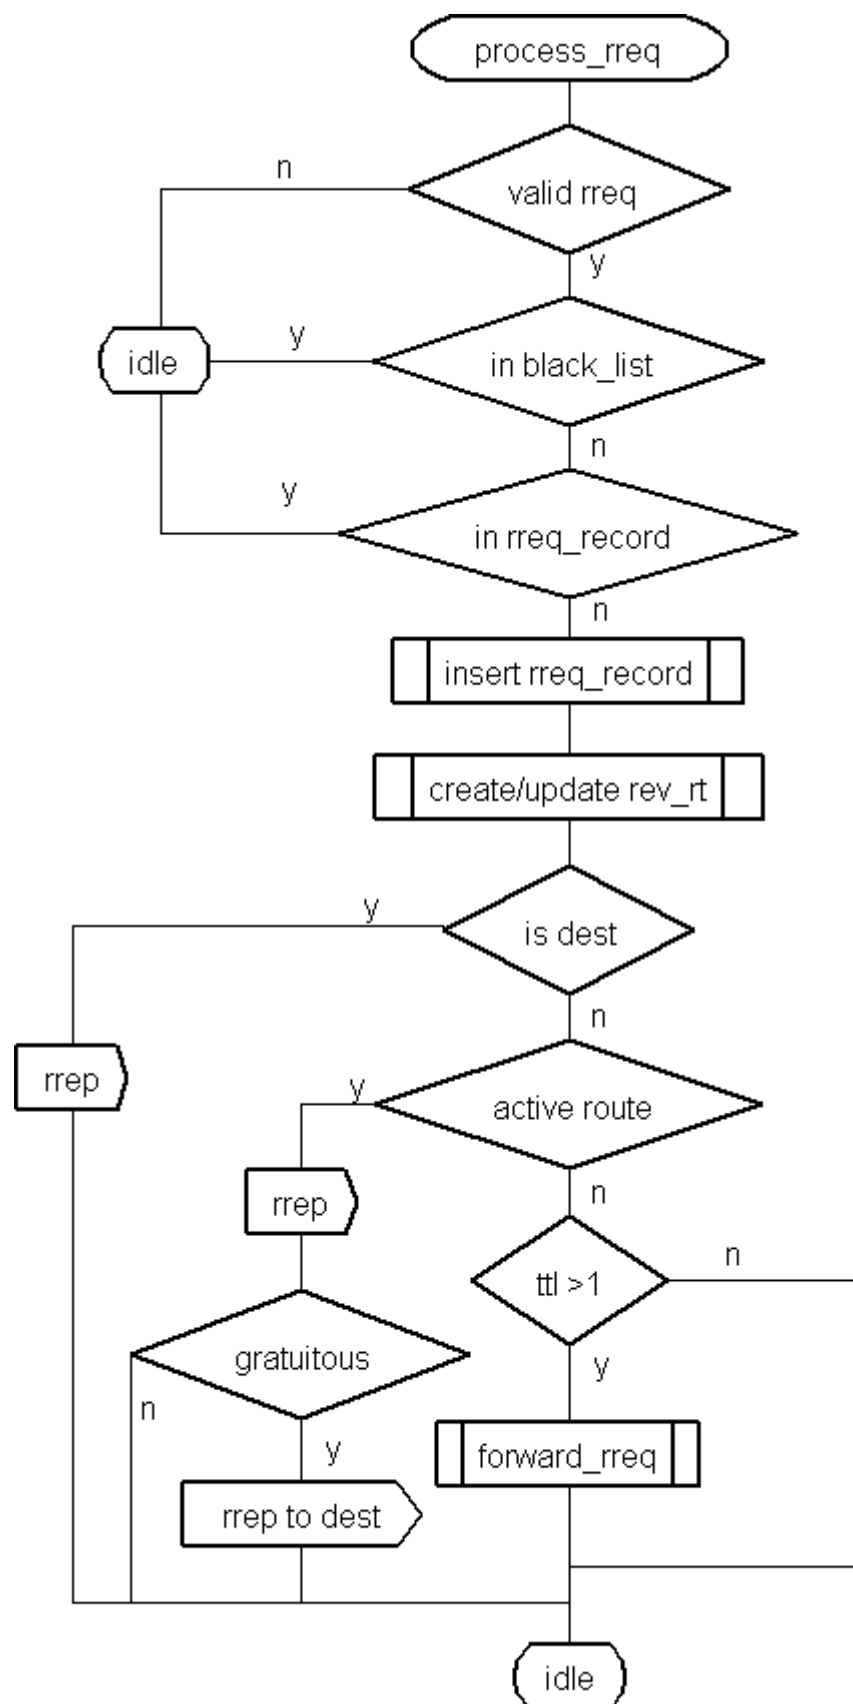 process_rreq
n
valid rreq
y
y
idle
in black_list
n
y
in rreq_record
n
insert rreq_record
create/update rev_rt
y
is dest
n
rrep
y
active route
n
rrep
n
ttl >1
gratuitous
y
n
y
forward_rreq
rrep to dest
idle